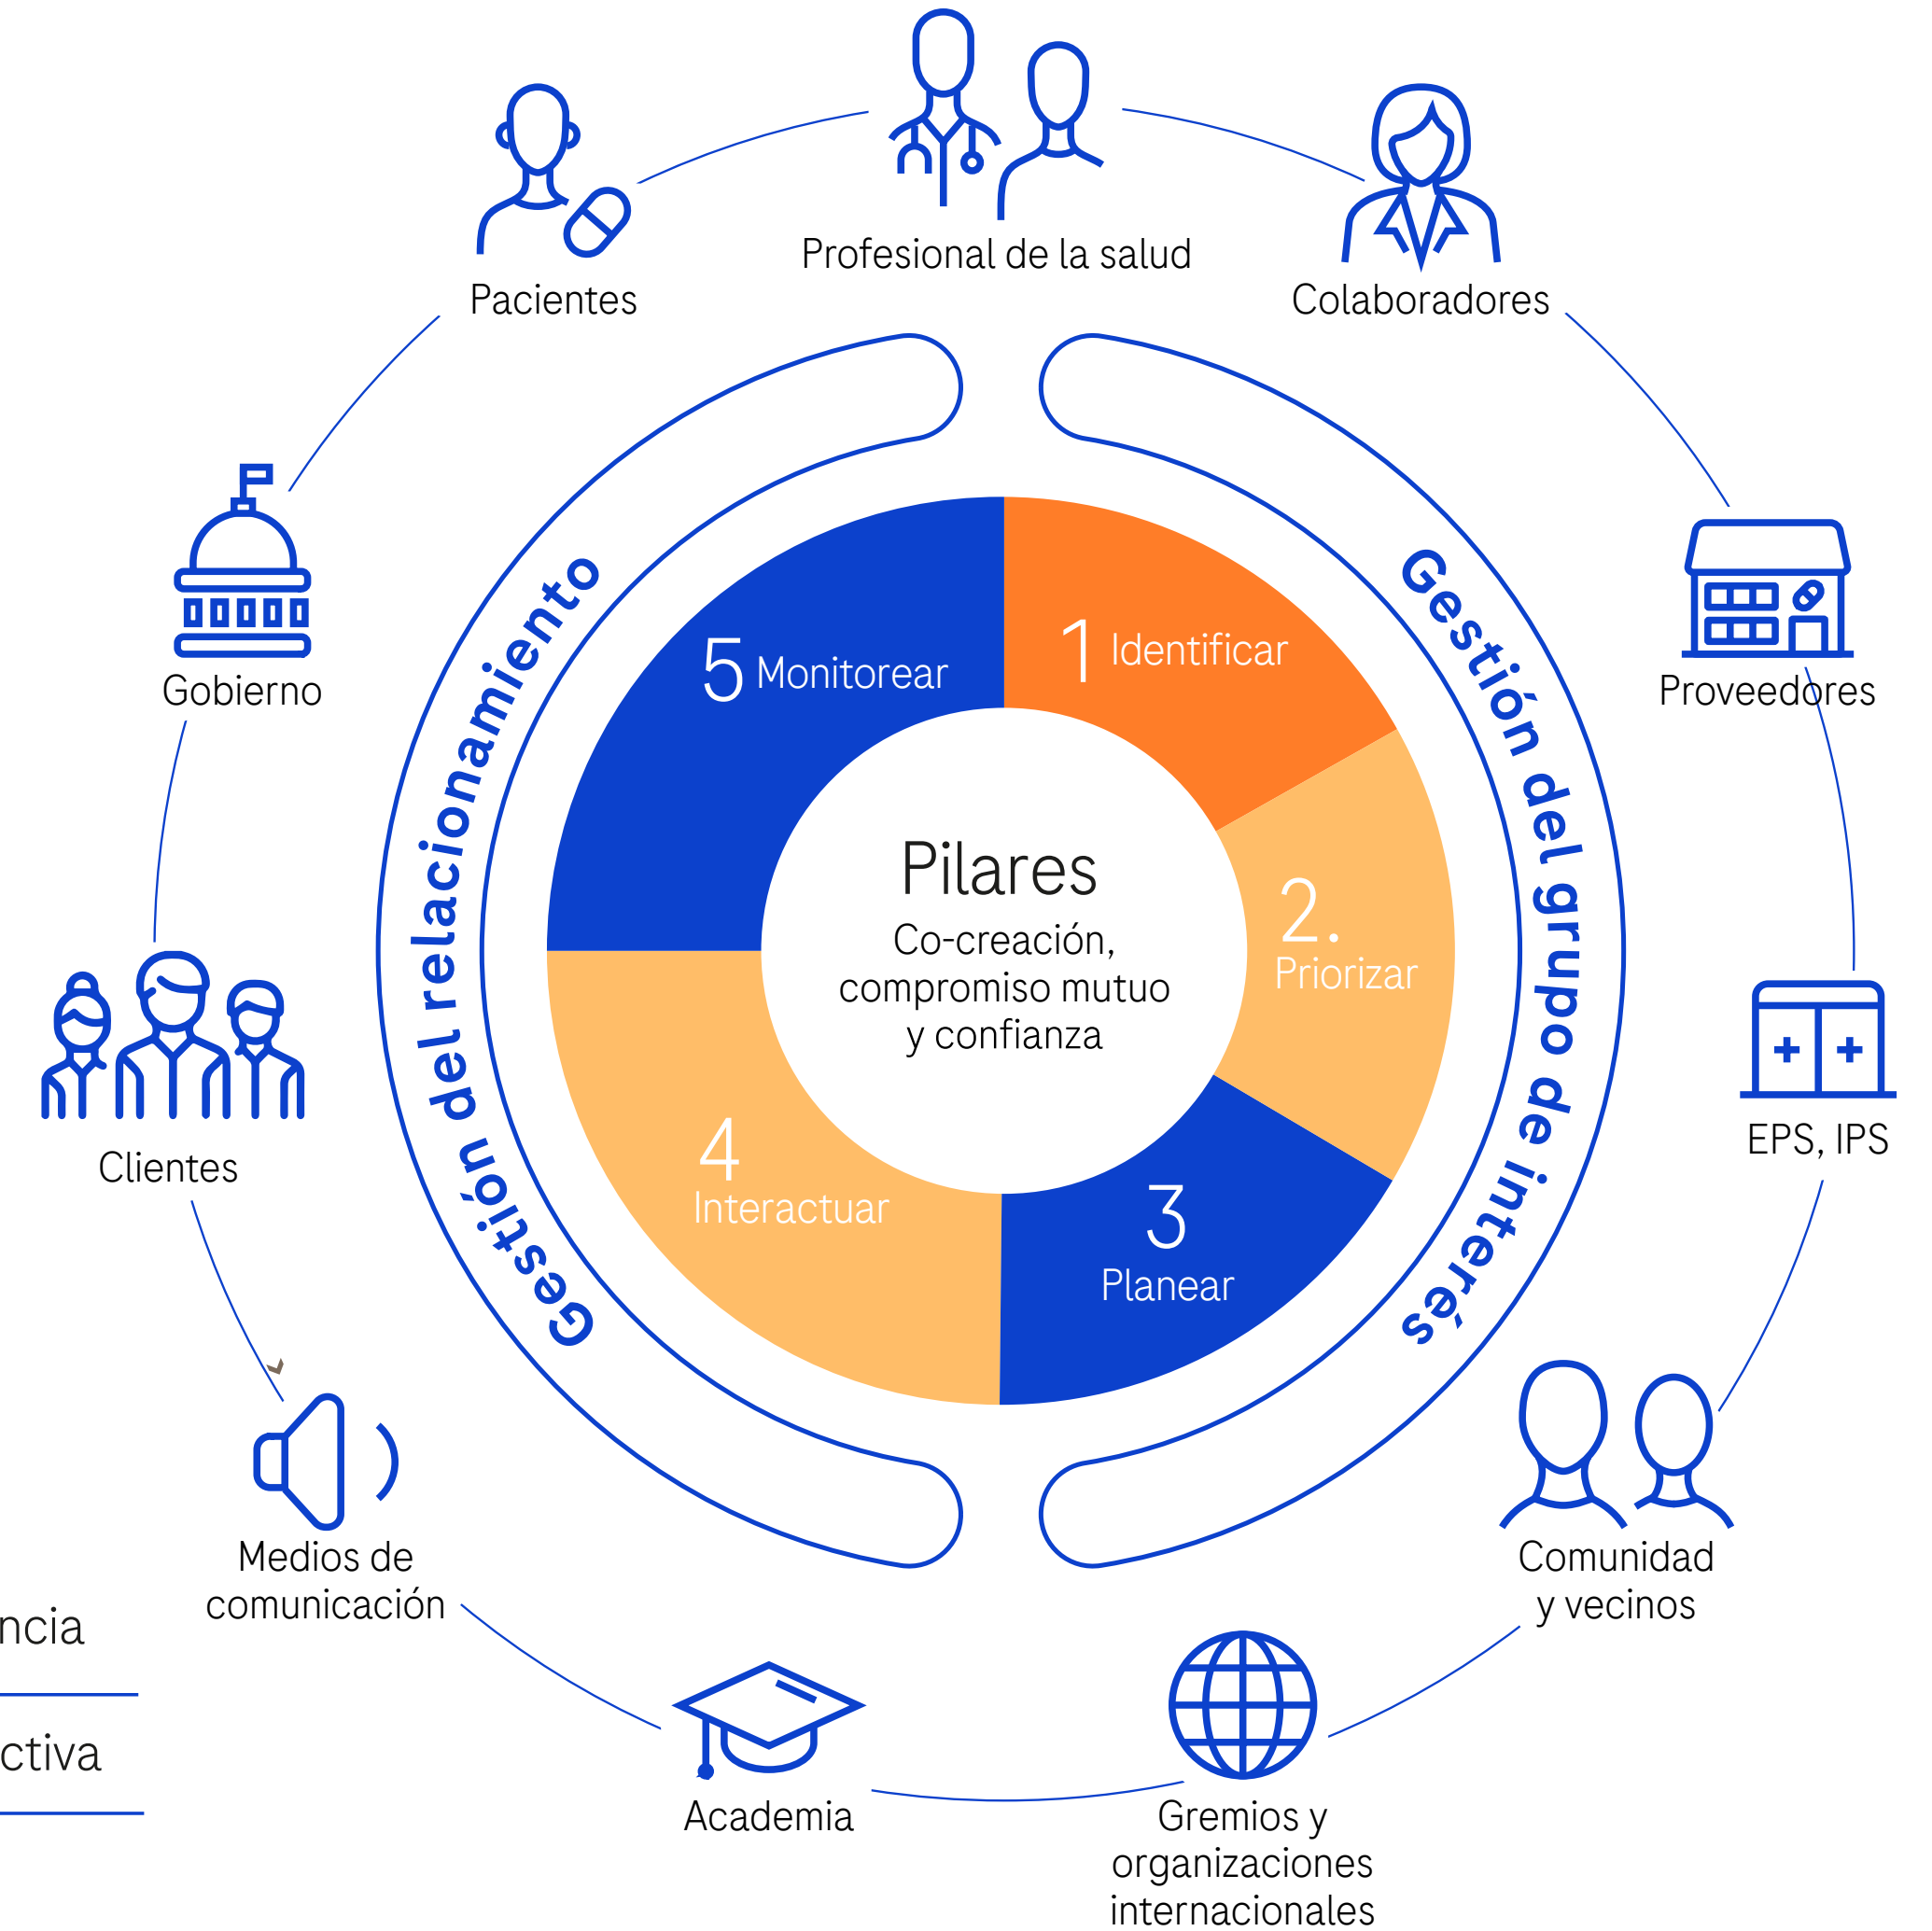 Profesional de la salud
Pacientes
Colaboradores
Gobierno
Proveedores
Clientes
EPS, IPS
Medios de
comunicación
Comunidad
y vecinos
Academia
Gremios y
organizaciones
internacionales
Gestión del relacionamiento
Gestión del grupo de interés
1 Identificar
2.
Priorizar
3
Planear
4
Interactuar
5 Monitorear
Pilares
Co-creación,
compromiso mutuo
y confianza
ncia
ctiva